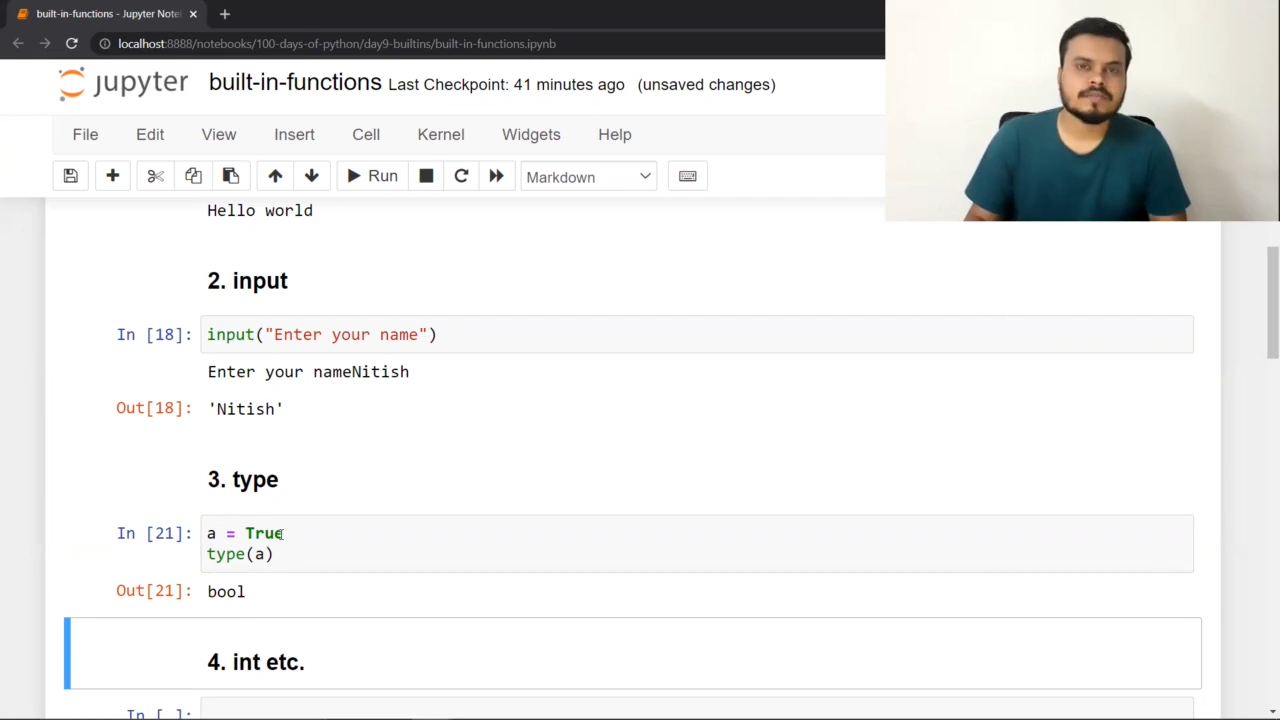 built-in-functions - Jupyter Note
localhost:8888/notebooks/100-days-of-python/day9-builtins/built-in-functions.ipynb
jupyter built-in-functions Last Checkpoint: 41 minutes ago (unsaved changes)
File Edit View Insert Cell Kernel Widgets Help
Run Markdown
Hello world
2. input
In [18]: input("Enter your name")
Enter your nameNitish
Out[18]: 'Nitish'
3. type
In [21]: a = True
type(a)
Out[21]: bool
4. int etc.
In [ ]: